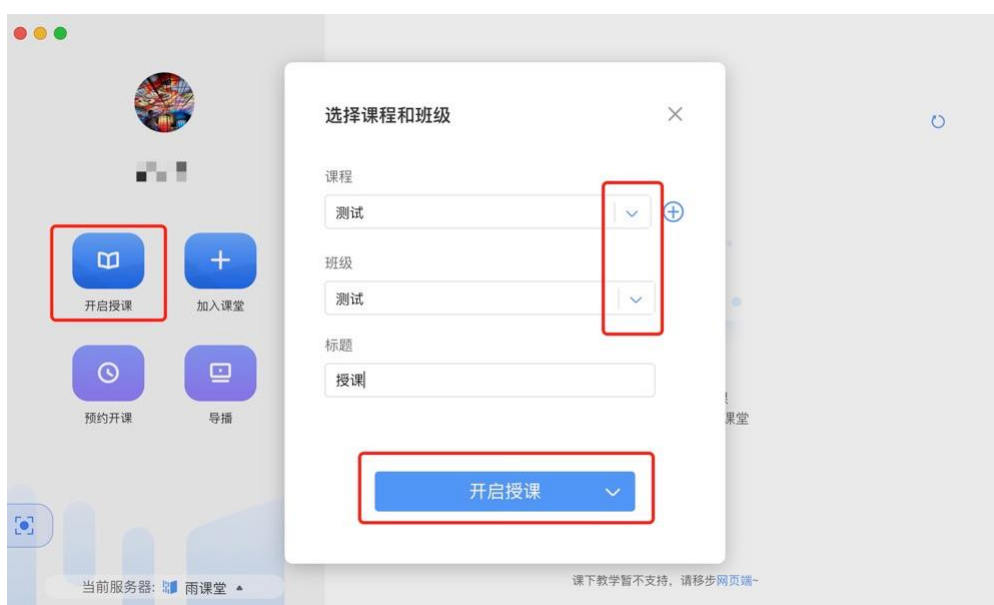 选择课程和班级
课程
测试
班级
测试
标题
授课
开启授课
开启授课
加入课堂
预约开课
导播
课堂
当前服务器: 雨课堂
课下教学暂不支持，请移步网页端~